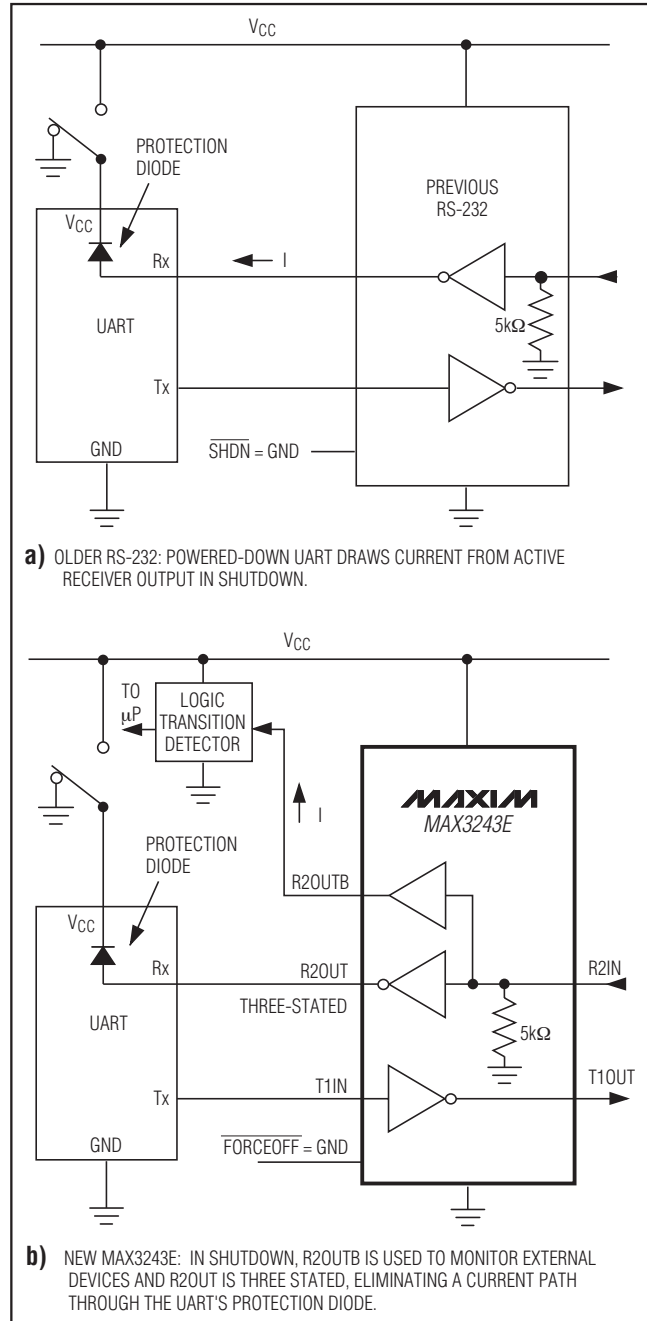 VCC
PROTECTION
DIODE
PREVIOUS
RS-232
VCC
Rx
I
UART
5kΩ
Tx
GND
SHDN = GND
a) OLDER RS-232: POWERED-DOWN UART DRAWS CURRENT FROM ACTIVE
RECEIVER OUTPUT IN SHUTDOWN.
VCC
TO
μP
LOGIC
TRANSITION
DETECTOR
MAXIM
MAX3243E
I
PROTECTION
DIODE
R2OUTB
VCC
Rx
R2OUT
R2IN
THREE-STATED
UART
5kΩ
Tx
T1IN
T1OUT
GND
FORCEOFF = GND
b) NEW MAX3243E: IN SHUTDOWN, R2OUTB IS USED TO MONITOR EXTERNAL
DEVICES AND R2OUT IS THREE STATED, ELIMINATING A CURRENT PATH
THROUGH THE UART'S PROTECTION DIODE.